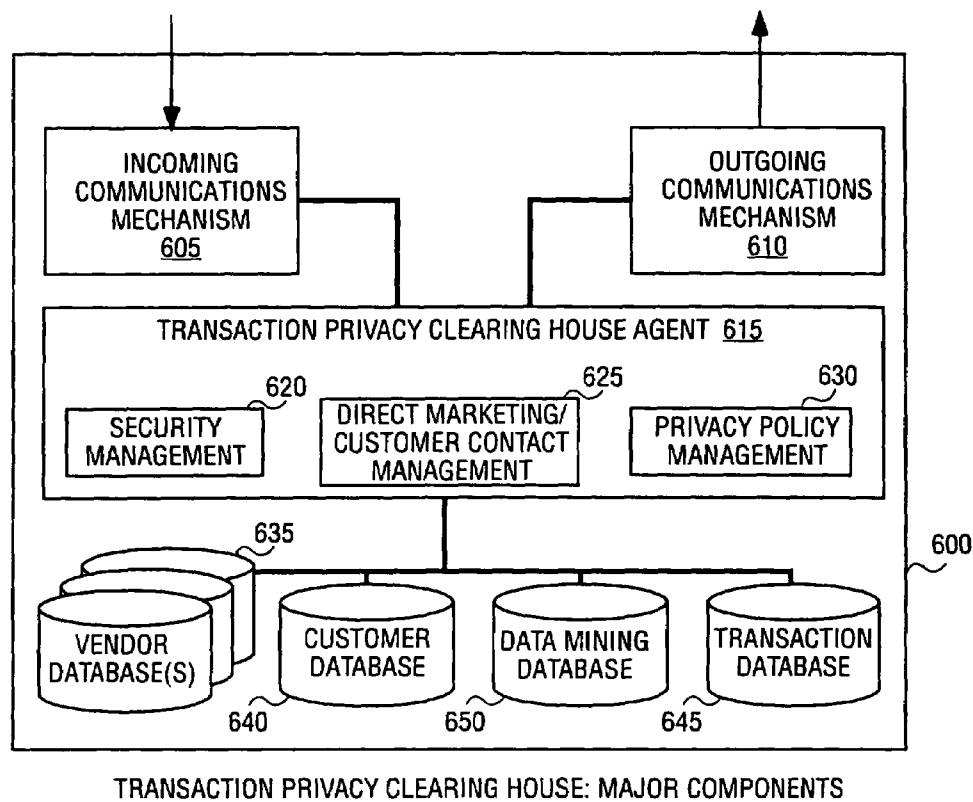 INCOMING
COMMUNICATIONS
MECHANISM
605
OUTGOING
COMMUNICATIONS
MECHANISM
610
TRANSACTION PRIVACY CLEARING HOUSE AGENT 615
620
SECURITY
MANAGEMENT
625
DIRECT MARKETING/
CUSTOMER CONTACT
MANAGEMENT
630
PRIVACY POLICY
MANAGEMENT
600
635
VENDOR
DATABASE(S)
CUSTOMER
DATABASE
640
DATA MINING
DATABASE
650
TRANSACTION
DATABASE
645
TRANSACTION PRIVACY CLEARING HOUSE: MAJOR COMPONENTS